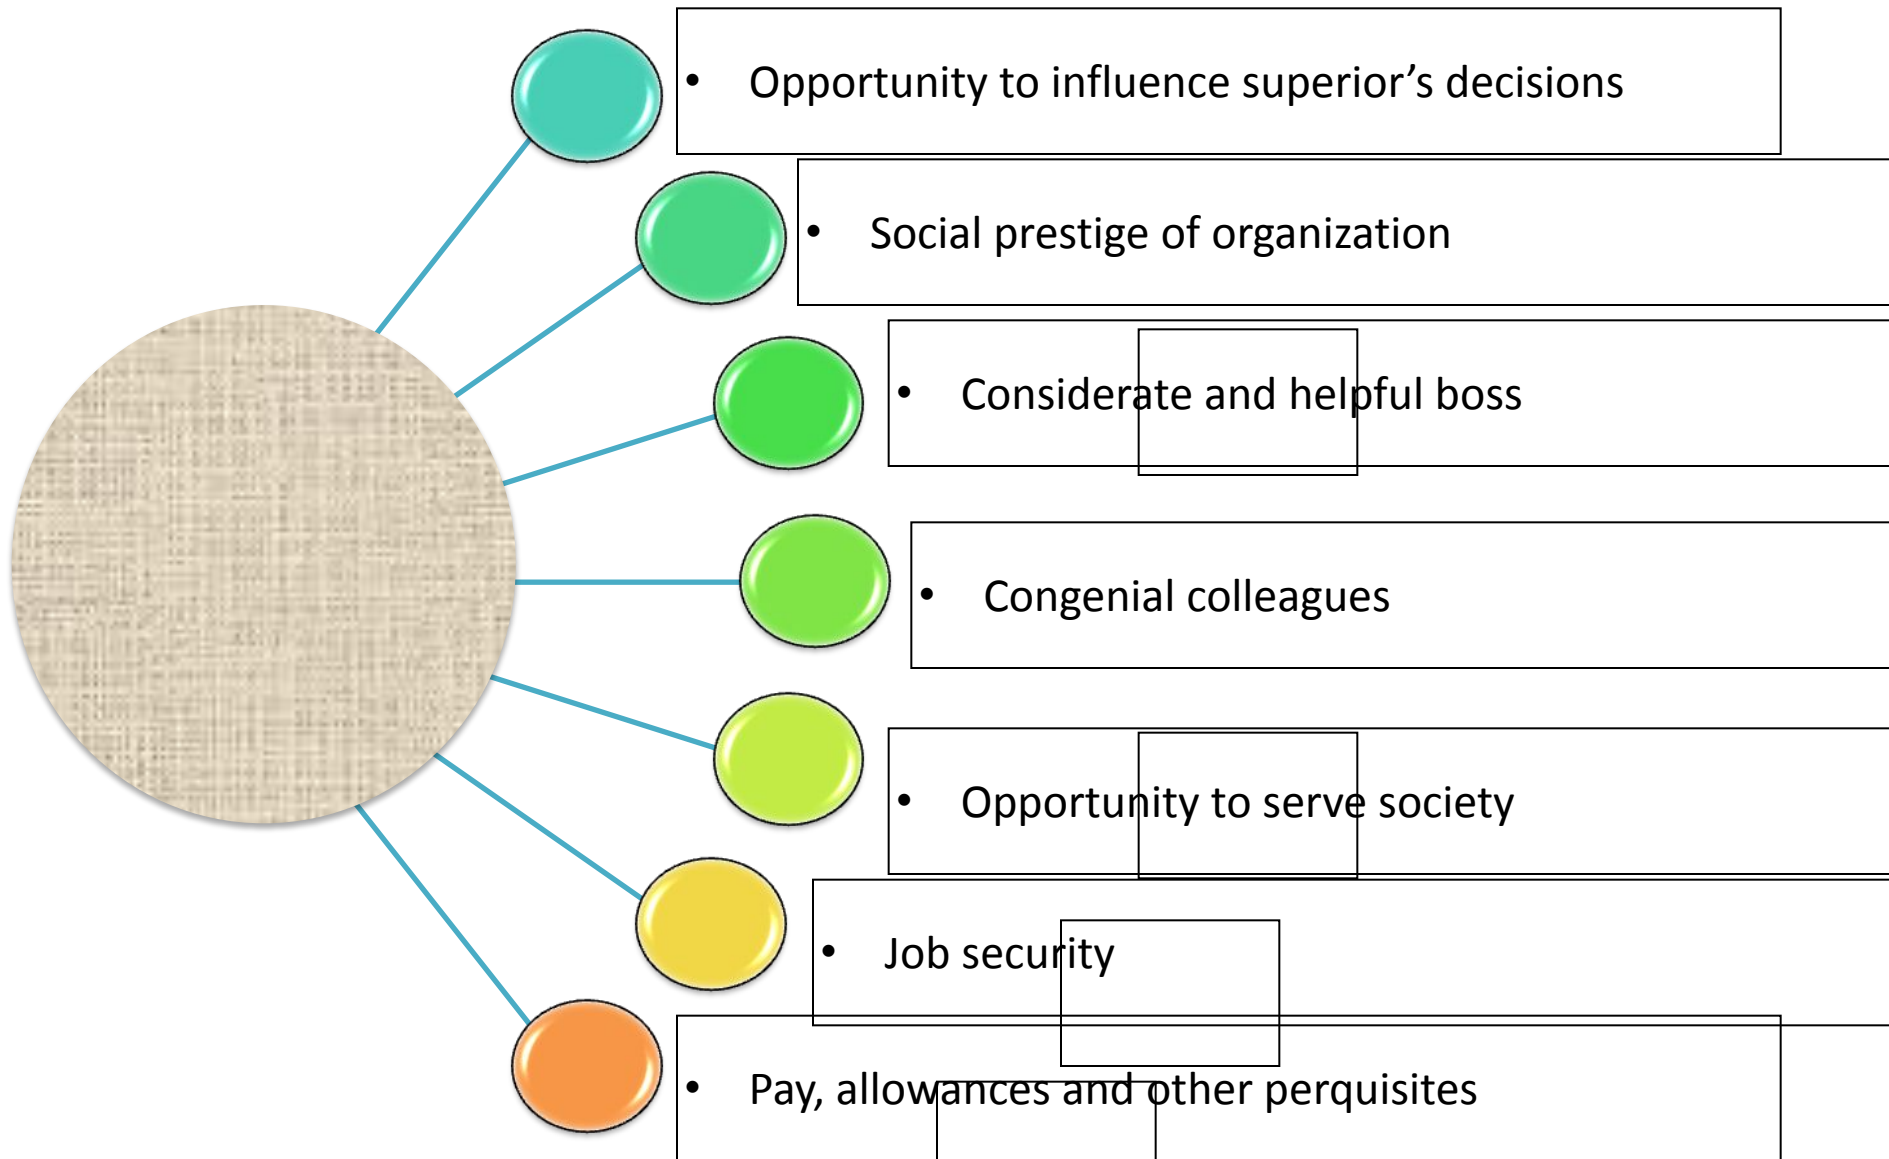 • Opportunity to influence superior’s decisions
• Social prestige of organization
• Considerate and helpful boss
• Congenial colleagues
• Opportunity to serve society
• Job security
• Pay, allowances and other perquisites